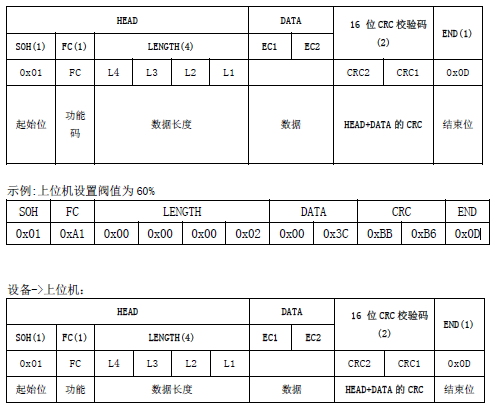 HEAD DATA 16 位CRC校验码(2) END(1)
SOH(1) FC(1) LENGTH(4) EC1 EC2
0x01 FC L4 L3 L2 L1 CRC2 CRC1 0x0D
起始位 功能码 数据长度 数据 HEAD+DATA 的 CRC 结束位
示例:上位机设置阀值为 60%
SOH FC LENGTH DATA CRC END
0x01 0xA1 0x00 0x00 0x00 0x02 0x00 0x3C 0xBB 0xB6 0x0D
设备->上位机:
HEAD DATA 16 位CRC校验码(2) END(1)
SOH(1) FC(1) LENGTH(4) EC1 EC2
0x01 FC L4 L3 L2 L1 CRC2 CRC1 0x0D
起始位 功能 数据长度 数据 HEAD+DATA 的 CRC 结束位